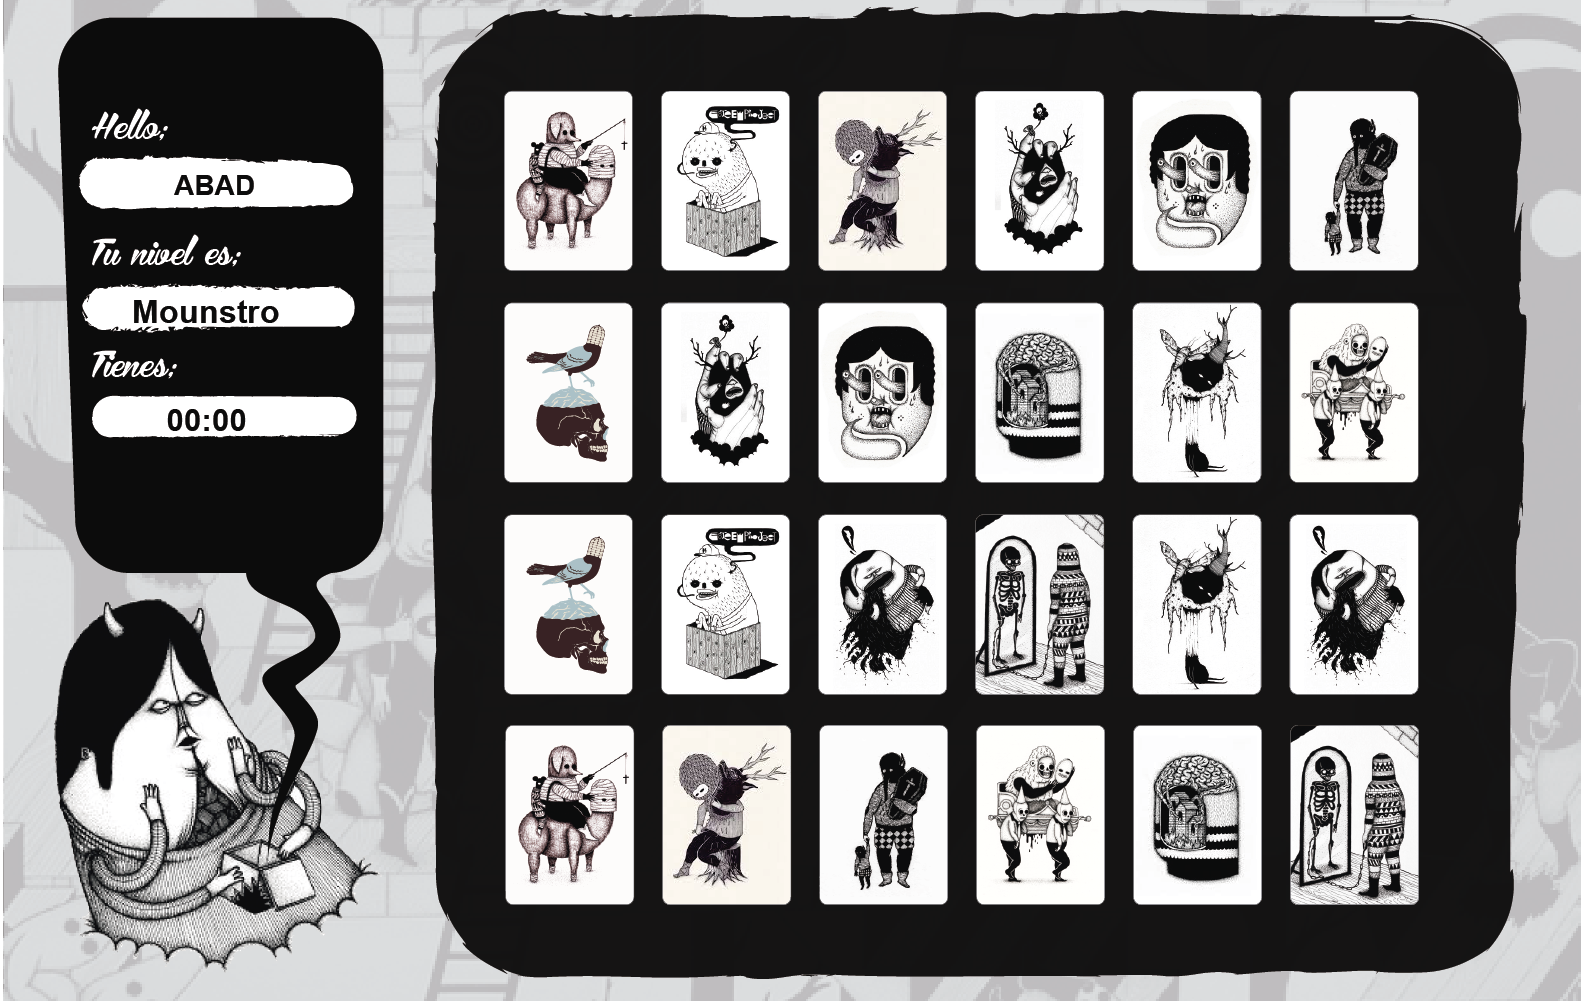 Hello;
ABAD
Tu nivel es;
Mounstro
Tienes;
00:00